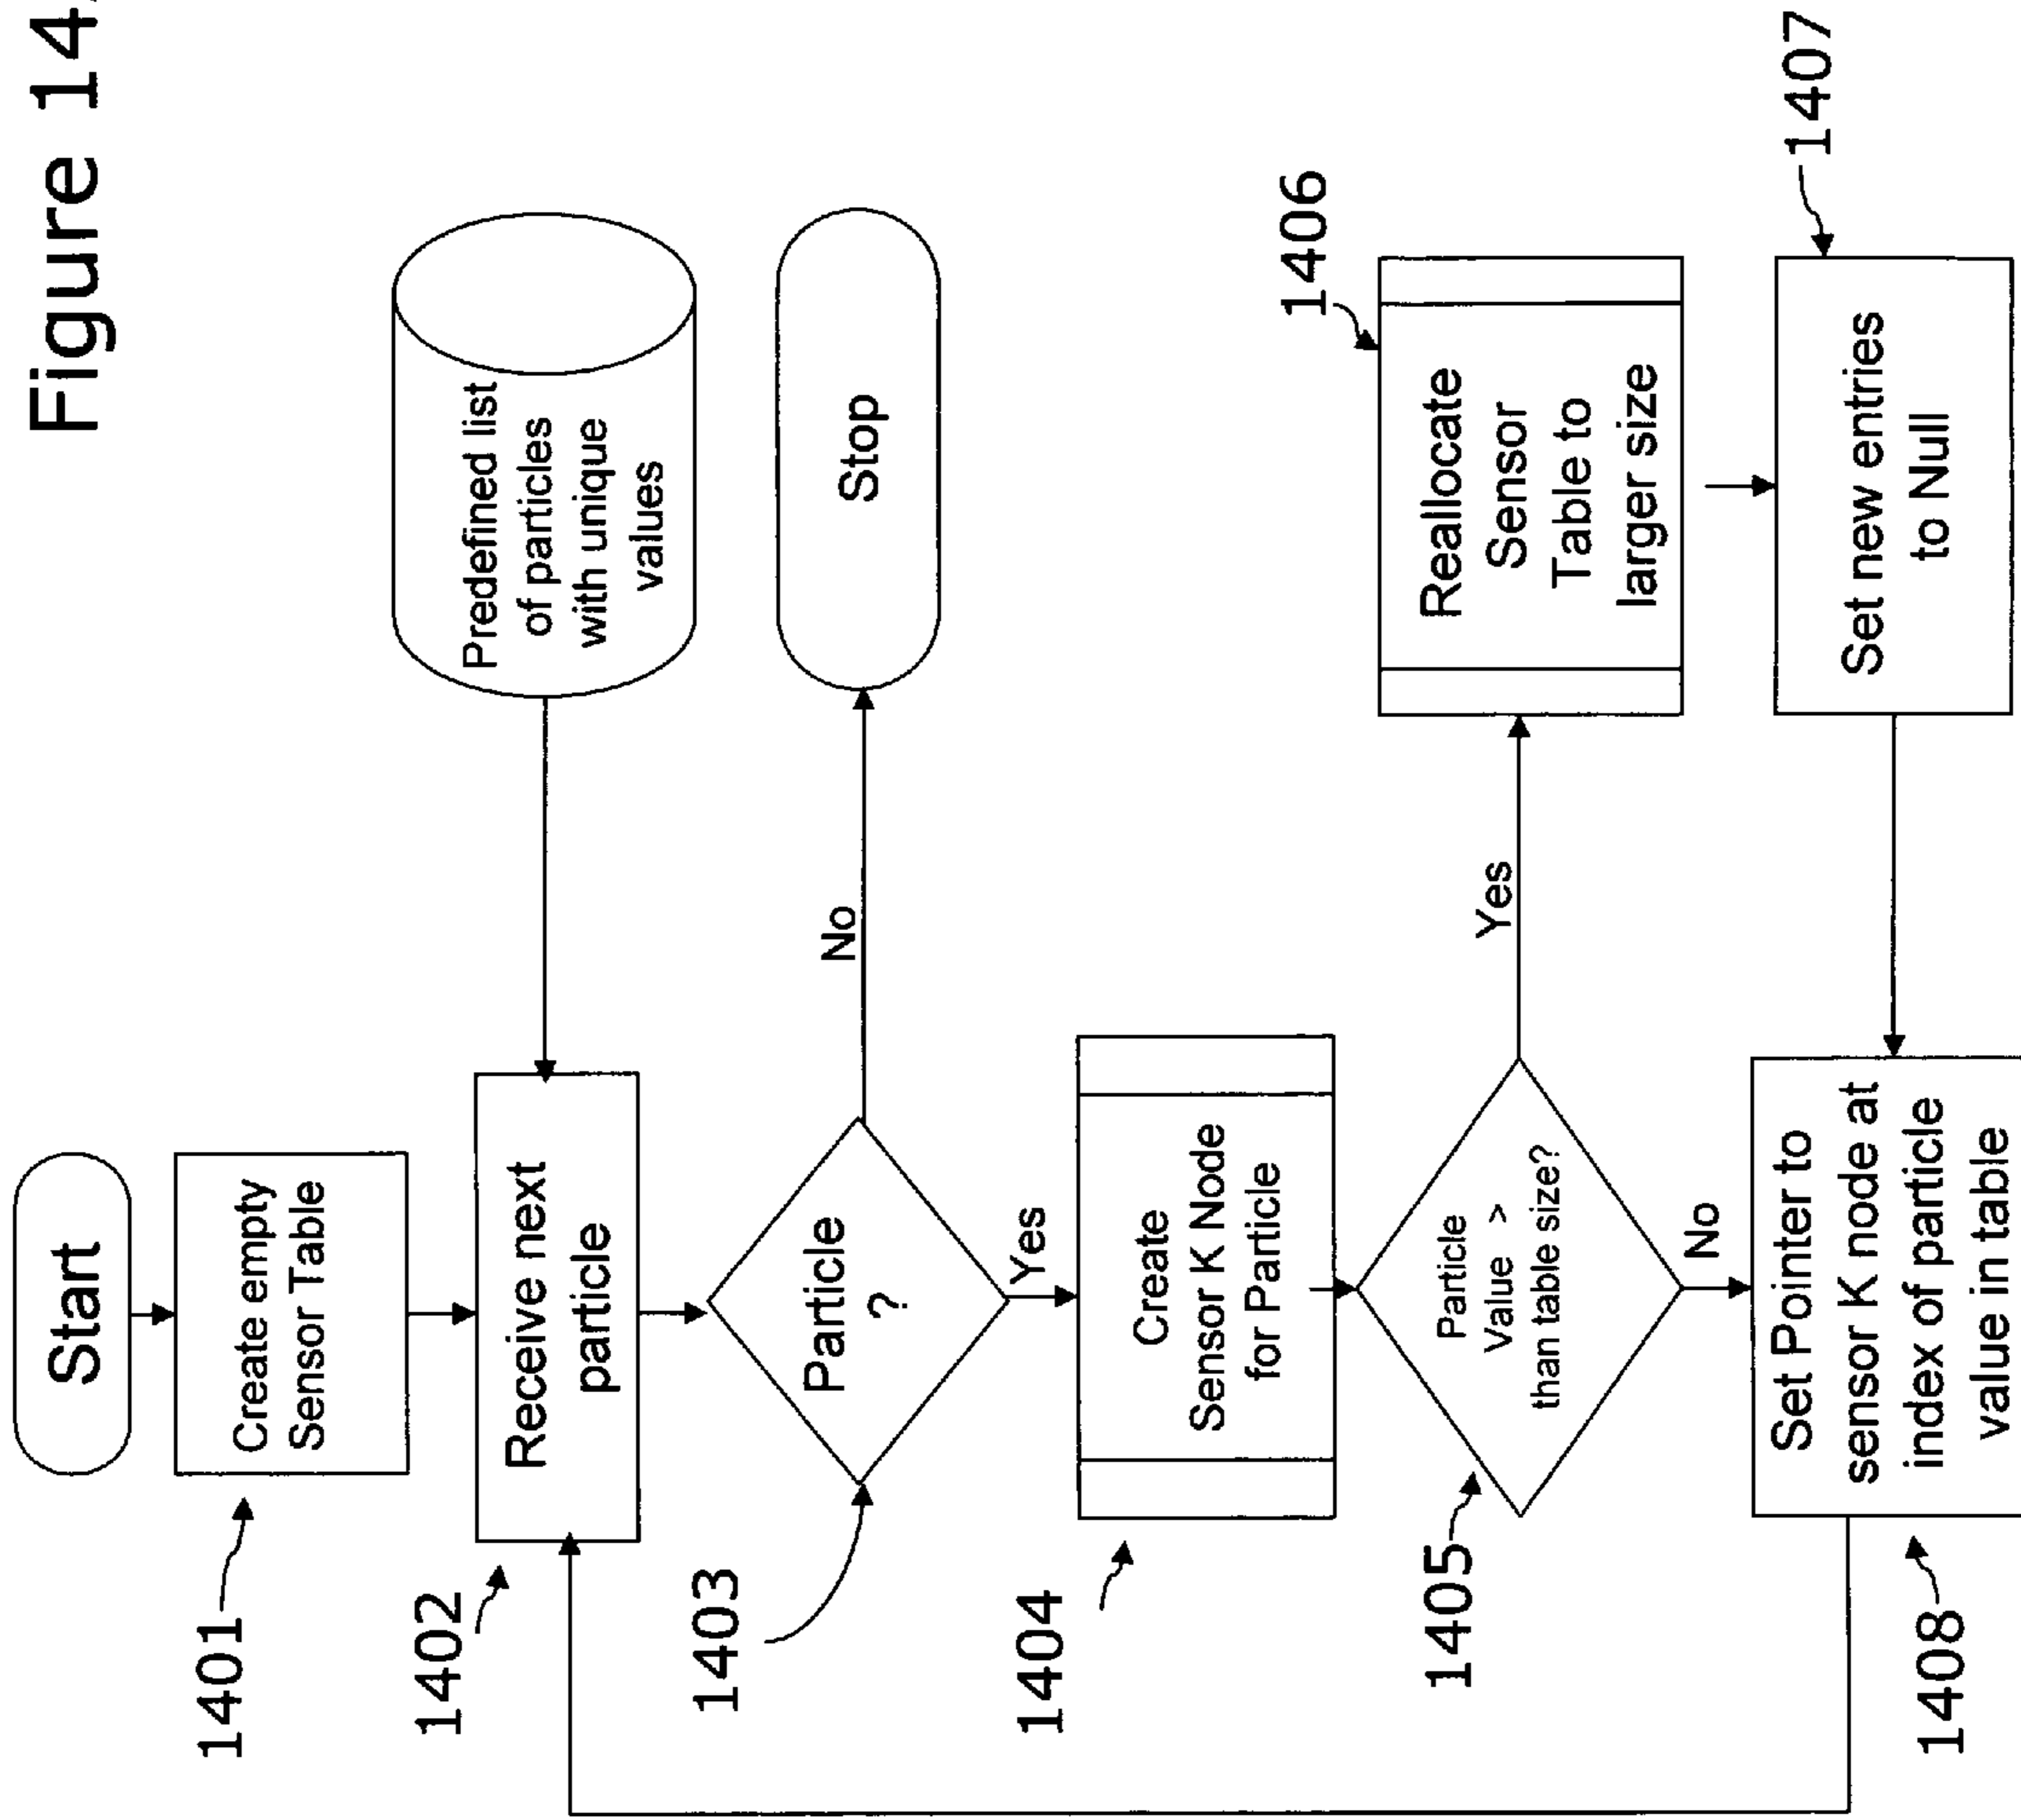 Figure 14
Start
1401
Create empty
Sensor Table
1402
Receive next
particle
Predefined list
of particles
with unique
values
1403
Particle
?
No
Stop
Yes
1404
Create
Sensor K Node
for Particle
1405
Particle
Value >
than table size?
Yes
1406
Reallocate
Sensor
Table to
larger size
No
1407
Set new entries
to Null
1408
Set Pointer to
sensor K node at
index of particle
value in table